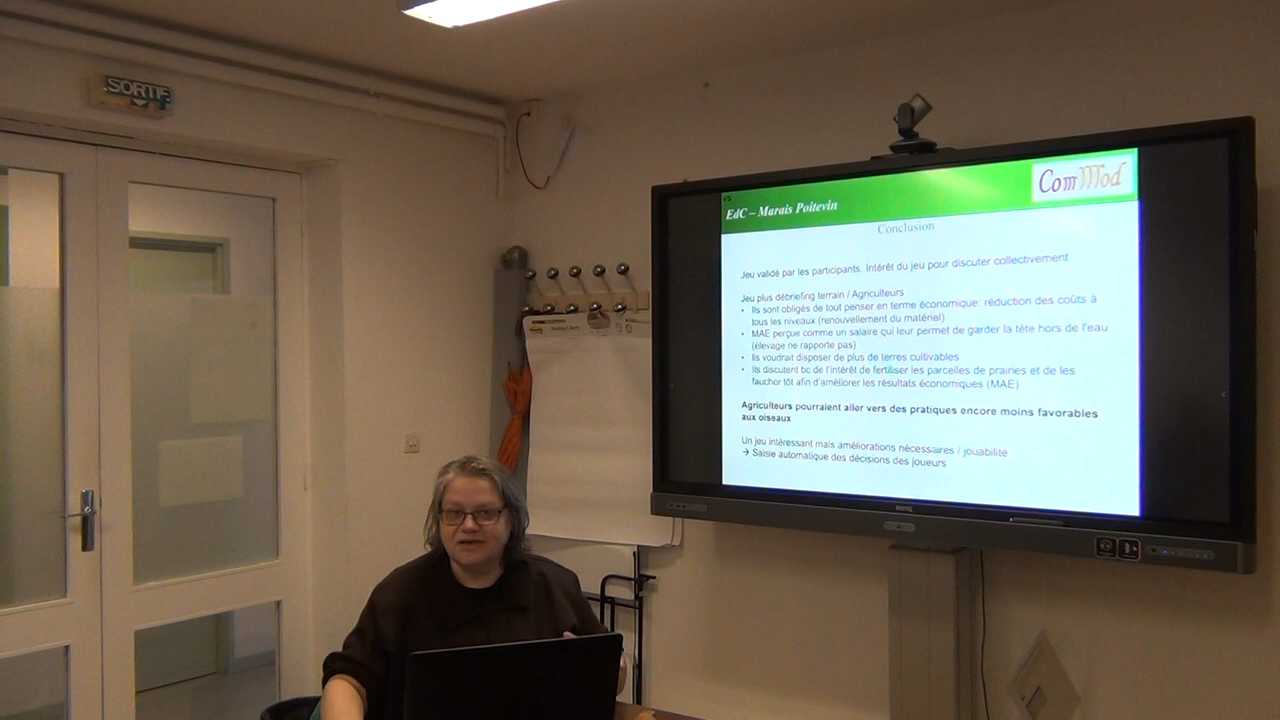 SORTIE
V5
EdC – Marais Poitevin
ComMod
Conclusion
Jeu validé par les participants. Intérêt du jeu pour discuter collectivement
Jeu plus débriefing terrain / Agriculteurs
• Ils sont obligés de tout penser en terme économique: réduction des coûts à
tous les niveaux (renouvellement du matériel)
• MAE perçue comme un salaire qui leur permet de garder la tête hors de l'eau
(élevage ne rapporte pas)
• Ils voudrait disposer de plus de terres cultivables
• Ils discutent bc de l'intérêt de fertiliser les parcelles de prairies et de les
faucher tôt afin d'améliorer les résultats économiques (MAE)
Agriculteurs pourraient aller vers des pratiques encore moins favorables
aux oiseaux
Un jeu intéressant mais améliorations nécessaires / jouabilité
→ Saisie automatique des décisions des joueurs
BENQ